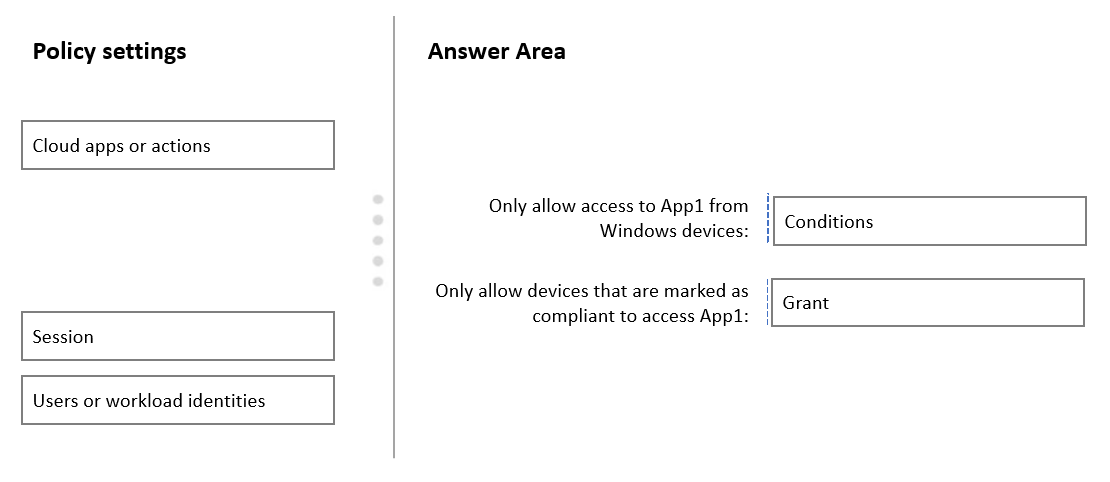 Policy settings
Cloud apps or actions
Session
Users or workload identities
Answer Area
Only allow access to App1 from
Windows devices:
Conditions
Only allow devices that are marked as
compliant to access App1:
Grant